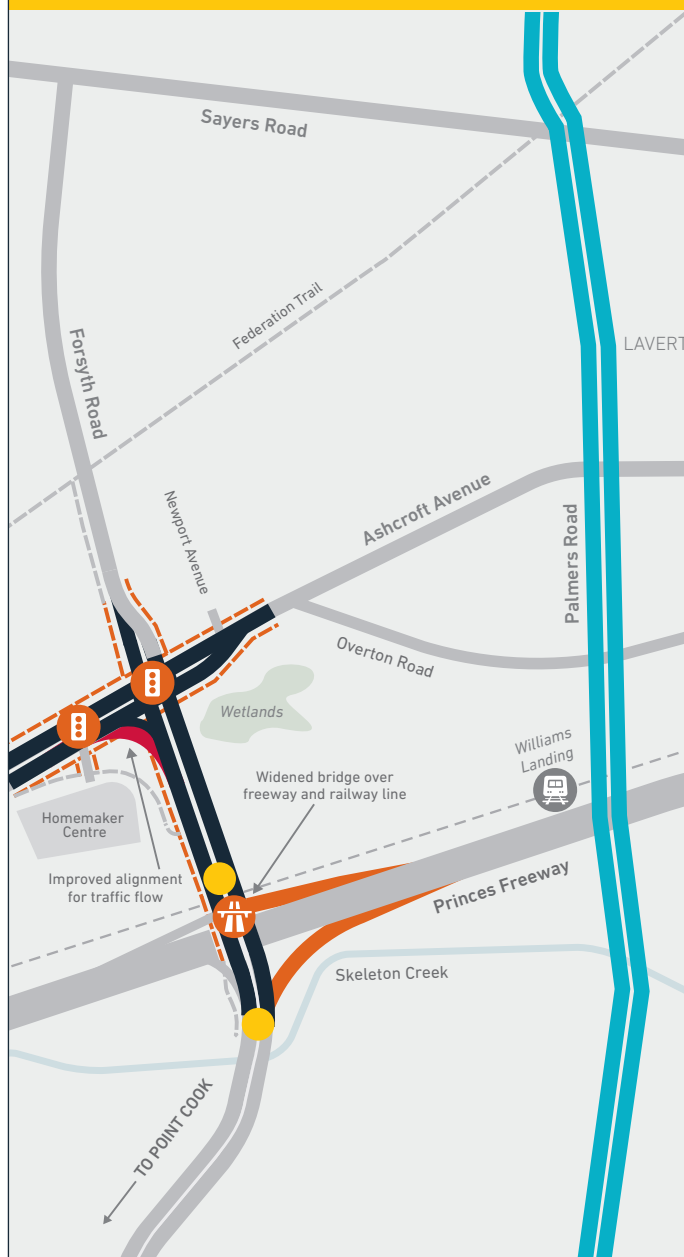 Sayers Road
Federation Trail
LAVERT
Forsyth Road
Newport Avenue
Ashcroft Avenue
Palmers Road
Overton Road
Wetlands
Williams
Landing
Widened bridge over
freeway and railway line
Homemaker
Centre
Improved alignment
for traffic flow
Princes Freeway
Skeleton Creek
TO POINT COOK